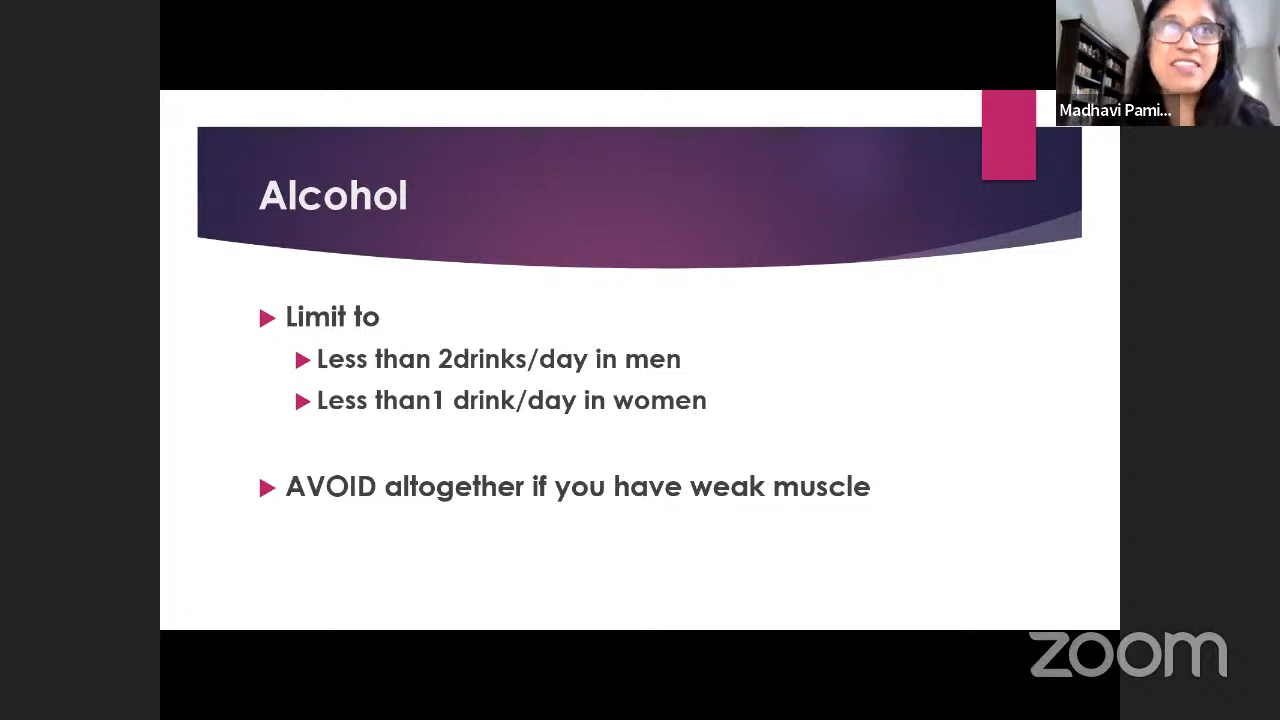 Madhavi Pami...
Alcohol
Limit to
Less than 2drinks/day in men
Less than1 drink/day in women
AVOID altogether if you have weak muscle
zoom